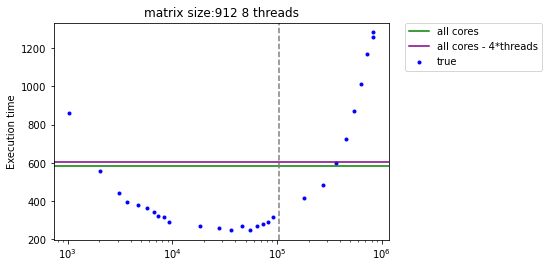 matrix size:912 8 threads
all cores
all cores - 4*threads
true
Execution time
1200
1000
800
600
400
200
10³
10⁴
10⁵
10⁶